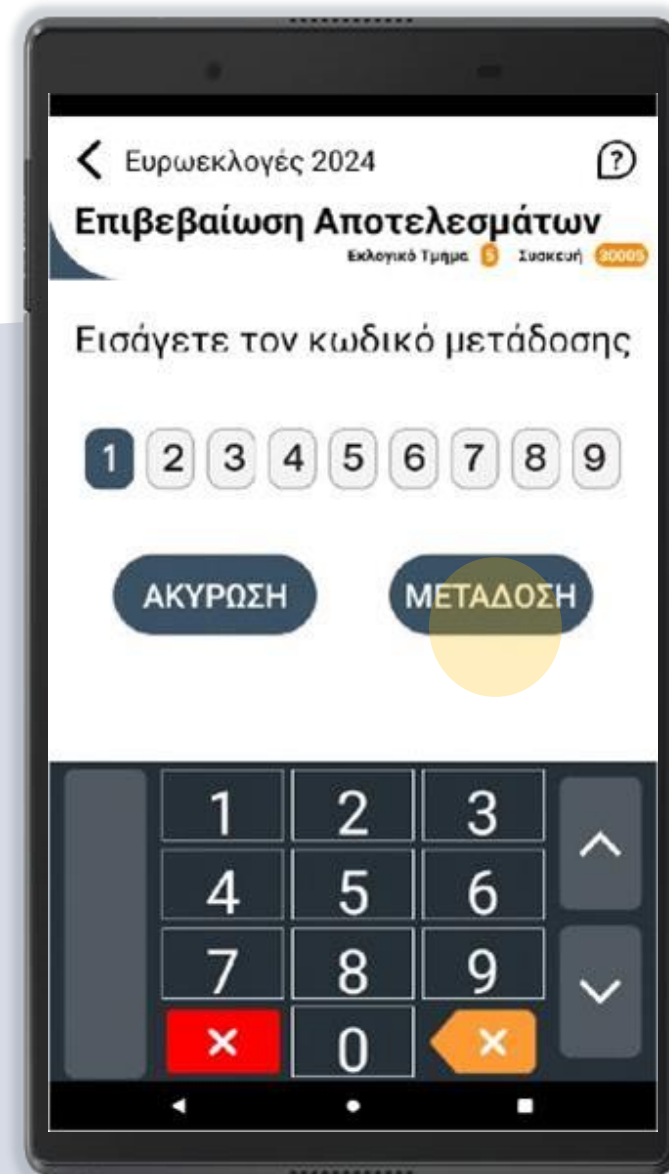 Ευρωεκλογές 2024 ?
Επιβεβαίωση Αποτελεσμάτων
Εκλογικό Τμήμα 5 Συσκευή 30005
Εισάγετε τον κωδικό μετάδοσης
1 2 3 4 5 6 7 8 9
ΑΚΥΡΩΣΗ ΜΕΤΑΔΟΣΗ
1 2 3
4 5 6
7 8 9
0